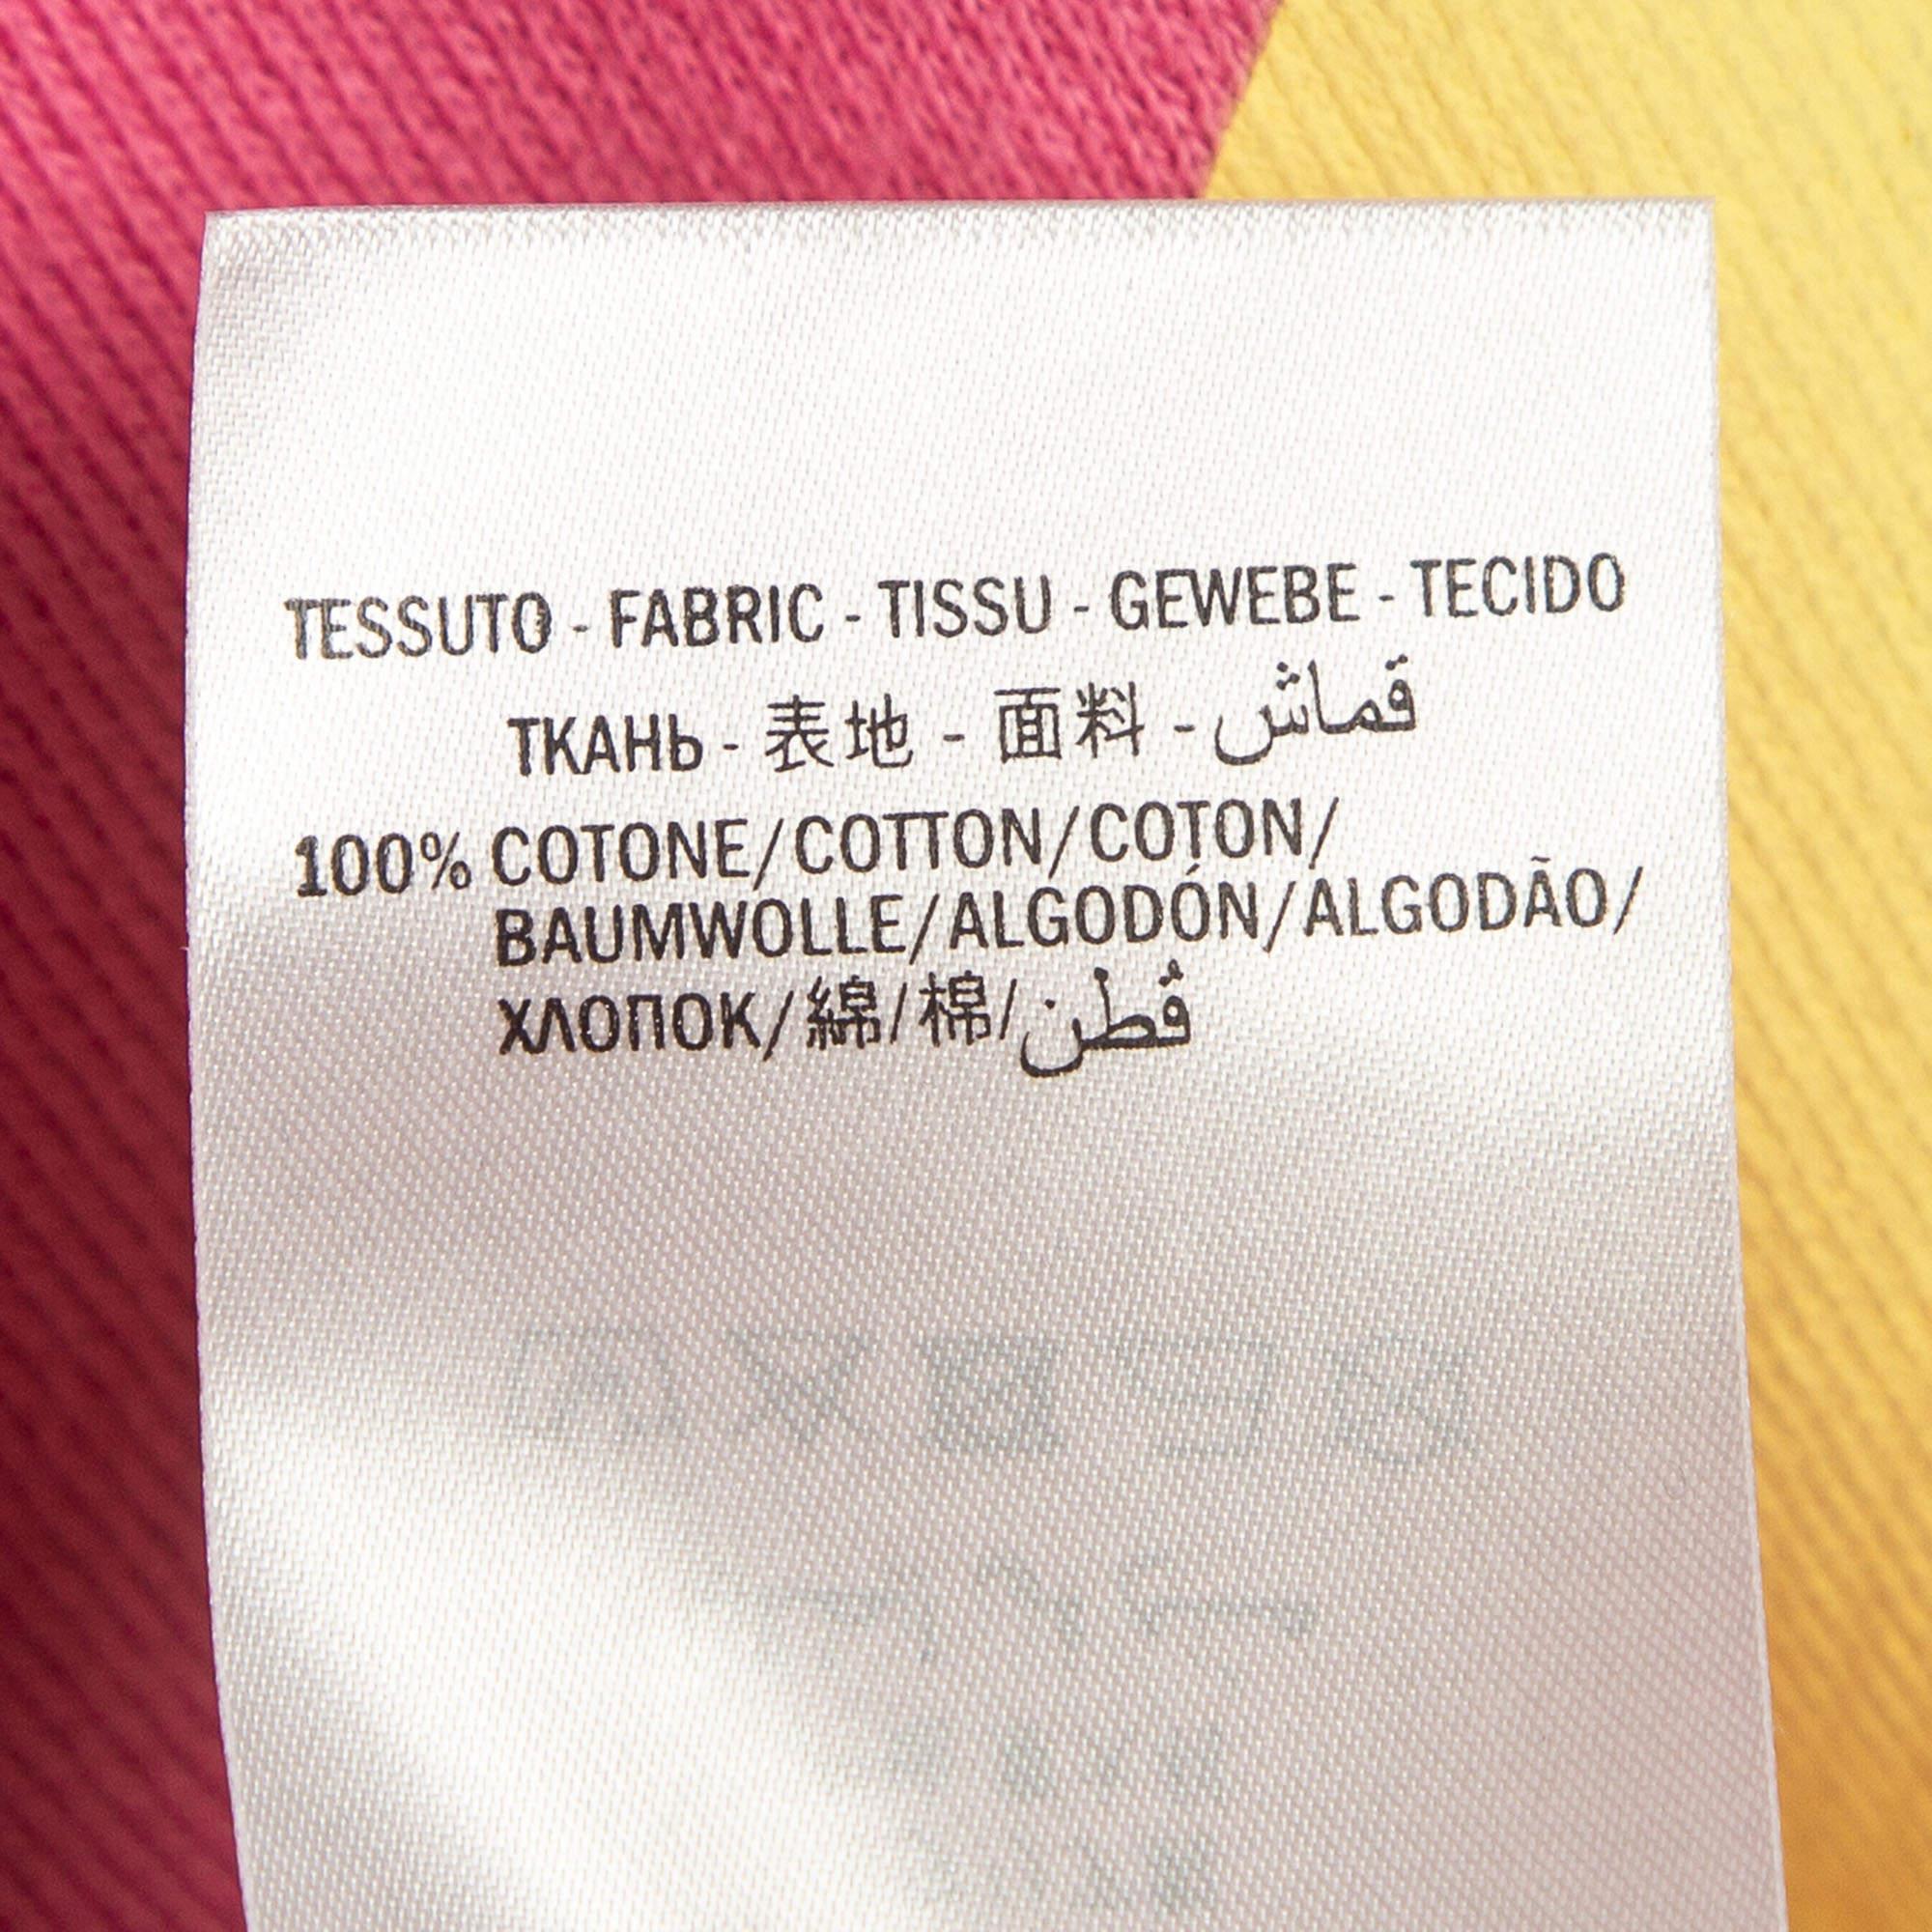 TESSUTO - FABRIC - TISSU - GEWEBE - TECIDO
ТКАНЬ - 表地 - 面料 - قماش
100% COTONE/COTTON/COTON/
BAUMWOLLE/ALGODÓN/ALGODÃO/
ХЛОПОК/綿/棉/قطن